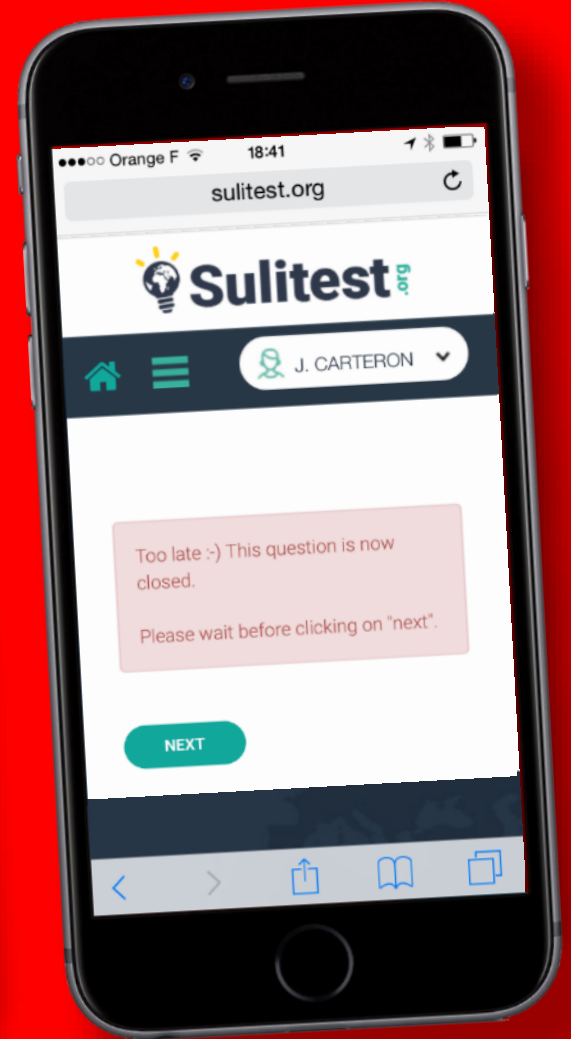 ●●●○○ Orange F 18:41
sulitest.org
Sulitest.org
J. CARTERON
Too late :-) This question is now
closed.
Please wait before clicking on "next".
NEXT